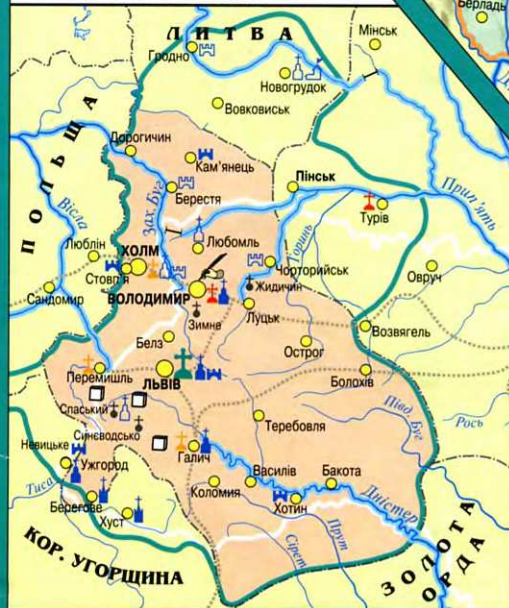 Берладь
ЛИТВА
Гродно
Мінськ
Новогрудок
Вовковиськ
ПОЛЬЩА
Дорогичин
Кам'янець
Зах. Буг
Берестя
Пінськ
Прип'ять
Турів
Вісла
Люблін
ХОЛМ
Любомль
Горинь
Стовп'я
Чорторийськ
Овруч
Сандомир
ВОЛОДИМИР
Жидичин
Зимне
Луцьк
Возвягель
Белз
Острог
Перемишль
ЛЬВІВ
Болохів
Спаський
Півд. Буг
Рось
Синєводсько
Теребовля
Невицьке
Ужгород
Галич
Василів
Бакота
Тиса
Коломия
Берегове
Хуст
Хотин
Дністер
Сірет
Прут
КОР. УГОРЩИНА
ЗОЛОТА
ОРДА